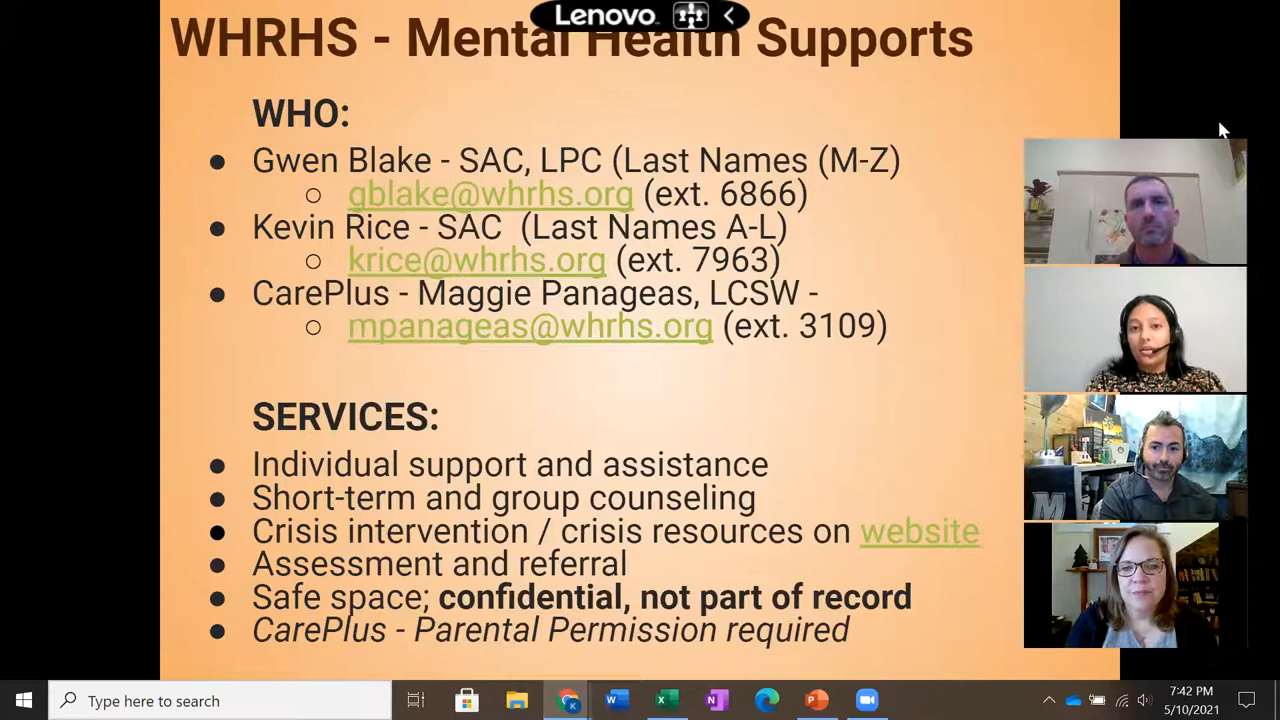 Lenovo
WHRHS - Mental Health Supports
WHO:
● Gwen Blake - SAC, LPC (Last Names (M-Z)
○ gblake@whrhs.org (ext. 6866)
● Kevin Rice - SAC (Last Names A-L)
○ krice@whrhs.org (ext. 7963)
● CarePlus - Maggie Panageas, LCSW -
○ mpanageas@whrhs.org (ext. 3109)
SERVICES:
● Individual support and assistance
● Short-term and group counseling
● Crisis intervention / crisis resources on website
● Assessment and referral
● Safe space; confidential, not part of record
● CarePlus - Parental Permission required
Type here to search
7:42 PM
5/10/2021